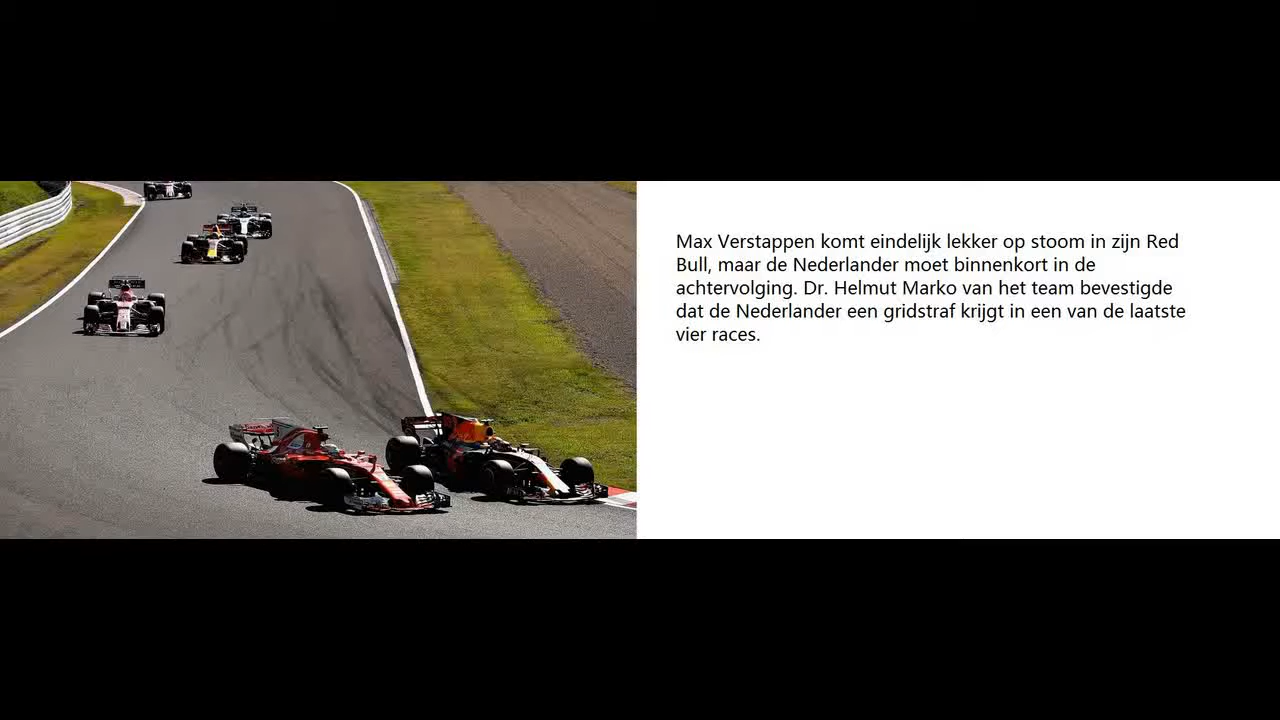 Max Verstappen komt eindelijk lekker op stoom in zijn Red
Bull, maar de Nederlander moet binnenkort in de
achtervolging. Dr. Helmut Marko van het team bevestigde
dat de Nederlander een gridstraf krijgt in een van de laatste
vier races.